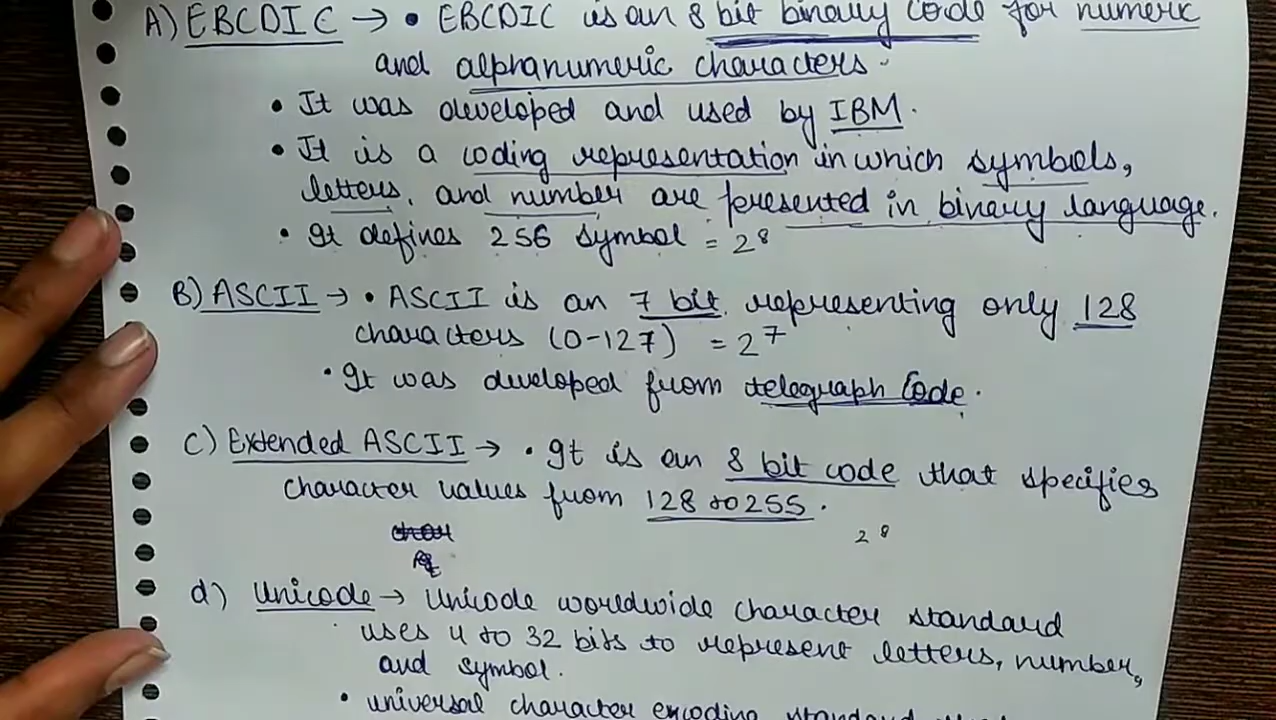 A) EBCDIC → • EBCDIC is an 8 bit binary code for numeric
and alphanumeric characters.
• It was developed and used by IBM.
• It is a coding representation in which symbols,
letters, and number are presented in binary language.
• It defines 256 symbol = 2⁸
B) ASCII → • ASCII is an 7 bit representing only 128
characters (0-127) = 2⁷
• It was developed from telegraph Code.
C) Extended ASCII → • It is an 8 bit code that specifies
character values from 128 to 255.
2⁸
d) Unicode → Unicode worldwide character standard
uses 4 to 32 bits to represent letters, number,
and symbol.
• universal character encoding standard